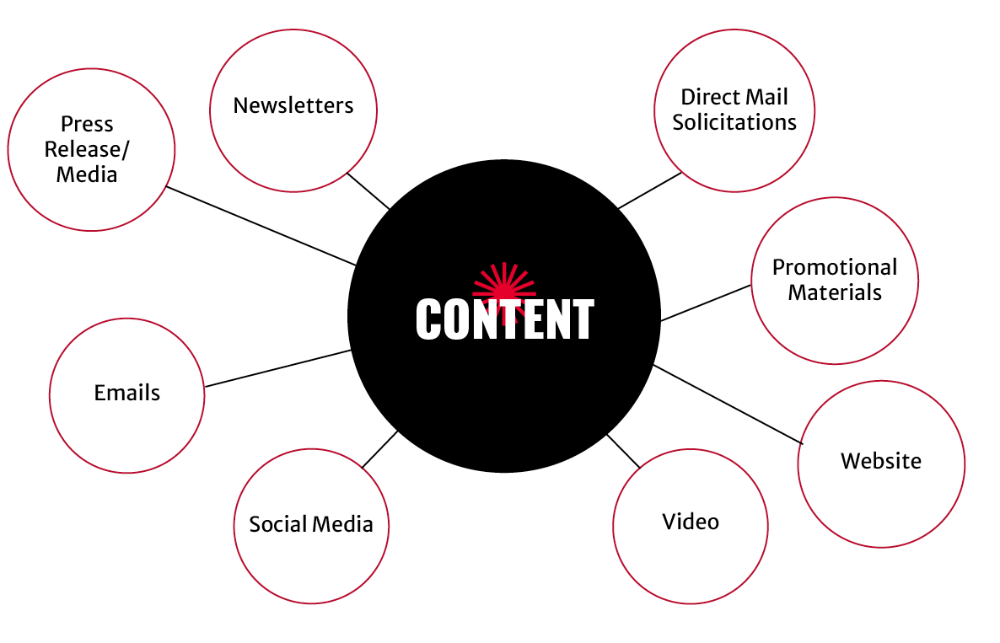 Newsletters
Direct Mail
Solicitations
Press
Release/
Media
Promotional
Materials
CONTENT
Emails
Website
Social Media
Video